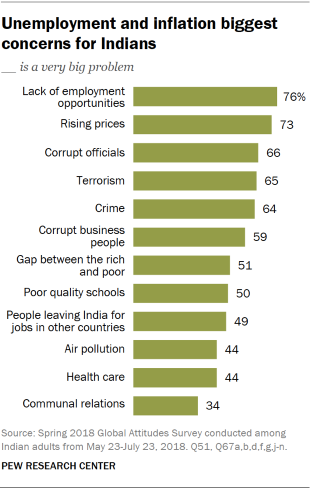 Unemployment and inflation biggest
concerns for Indians
__ is a very big problem
Lack of employment
opportunities
76%
Rising prices
73
Corrupt officials
66
Terrorism
65
Crime
64
Corrupt business
people
59
Gap between the rich
and poor
51
Poor quality schools
50
People leaving India for
jobs in other countries
49
Air pollution
44
Health care
44
Communal relations
34
Source: Spring 2018 Global Attitudes Survey conducted among
Indian adults from May 23-July 23, 2018. Q51, Q67a,b,d,f,g,j-n.
PEW RESEARCH CENTER